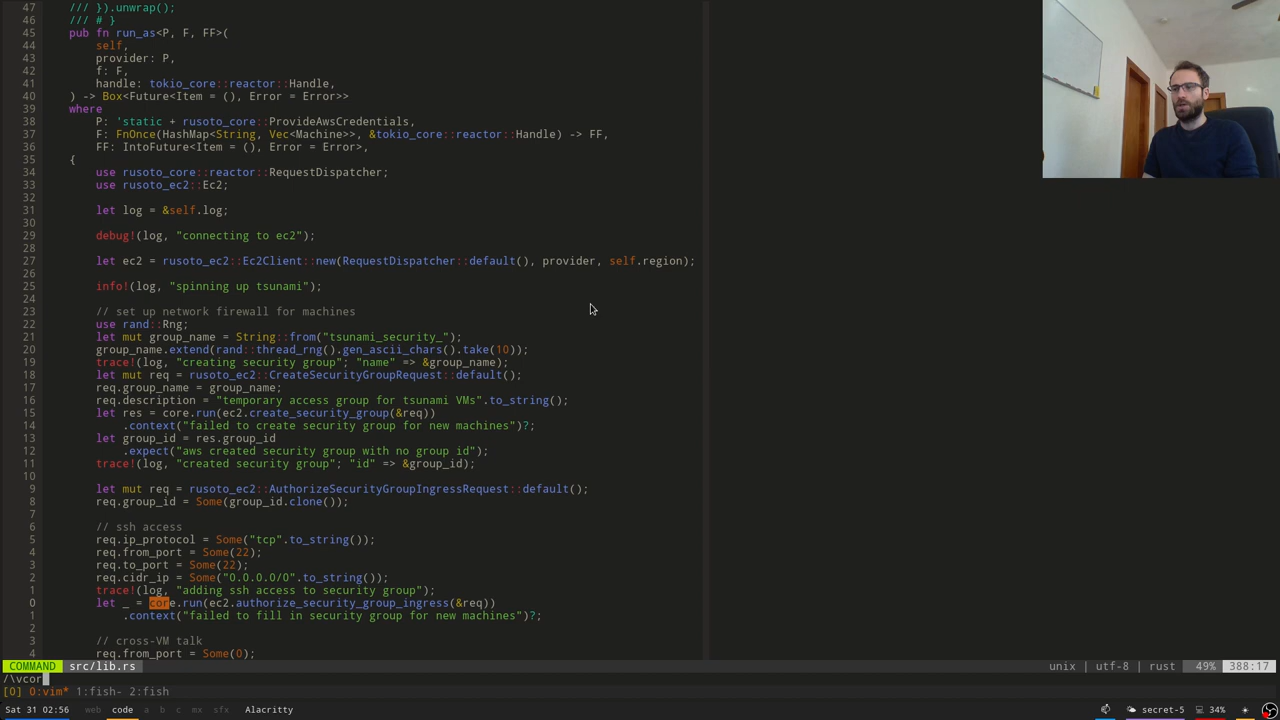 47      /// }).unwrap();
46      /// # }
45      pub fn run_as<P, F, FF>(
44          self,
43          provider: P,
42          f: F,
41          handle: tokio_core::reactor::Handle,
40      ) -> Box<Future<Item = (), Error = Error>>
39      where
38          P: 'static + rusoto_core::ProvideAwsCredentials,
37          F: FnOnce(HashMap<String, Vec<Machine>>, &tokio_core::reactor::Handle) -> FF,
36          FF: IntoFuture<Item = (), Error = Error>,
35      {
34          use rusoto_core::reactor::RequestDispatcher;
33          use rusoto_ec2::Ec2;
32
31          let log = &self.log;
30
29          debug!(log, "connecting to ec2");
28
27          let ec2 = rusoto_ec2::Ec2Client::new(RequestDispatcher::default(), provider, self.region);
26
25          info!(log, "spinning up tsunami");
24
23          // set up network firewall for machines
22          use rand::Rng;
21          let mut group_name = String::from("tsunami_security_");
20          group_name.extend(rand::thread_rng().gen_ascii_chars().take(10));
19          trace!(log, "creating security group"; "name" => &group_name);
18          let mut req = rusoto_ec2::CreateSecurityGroupRequest::default();
17          req.group_name = group_name;
16          req.description = "temporary access group for tsunami VMs".to_string();
15          let res = core.run(ec2.create_security_group(&req))
14              .context("failed to create security group for new machines")?;
13          let group_id = res.group_id
12              .expect("aws created security group with no group id");
11          trace!(log, "created security group"; "id" => &group_id);
10
9          let mut req = rusoto_ec2::AuthorizeSecurityGroupIngressRequest::default();
8          req.group_id = Some(group_id.clone());
7
6          // ssh access
5          req.ip_protocol = Some("tcp".to_string());
4          req.from_port = Some(22);
3          req.to_port = Some(22);
2          req.cidr_ip = Some("0.0.0.0/0".to_string());
1          trace!(log, "adding ssh access to security group");
0          let _ = core.run(ec2.authorize_security_group_ingress(&req))
1              .context("failed to fill in security group for new machines")?;
2
3          // cross-VM talk
4          req.from_port = Some(0);
COMMAND src/lib.rs unix | utf-8 | rust 49% 388:17
/\vcor
[0] 0:vim* 1:fish- 2:fish
Sat 31 02:56 web code a b c mx sfx Alacritty secret-5 34%